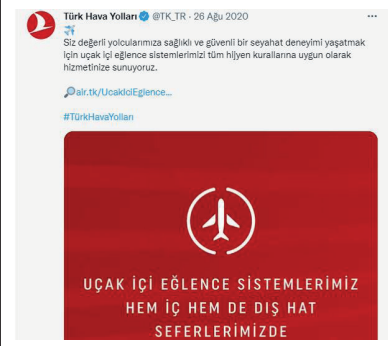 Türk Hava Yolları @TK_TR · 26 Ağu 2020
Siz değerli yolcularımıza sağlıklı ve güvenli bir seyahat deneyimi yaşatmak
için uçak içi eğlence sistemlerimizi tüm hijyen kurallarına uygun olarak
hizmetinize sunuyoruz.
air.tk/UcakIciEglence...
#TürkHavaYolları
UÇAK İÇİ EĞLENCE SİSTEMLERİMİZ
HEM İÇ HEM DE DIŞ HAT
SEFERLERİMİZDE